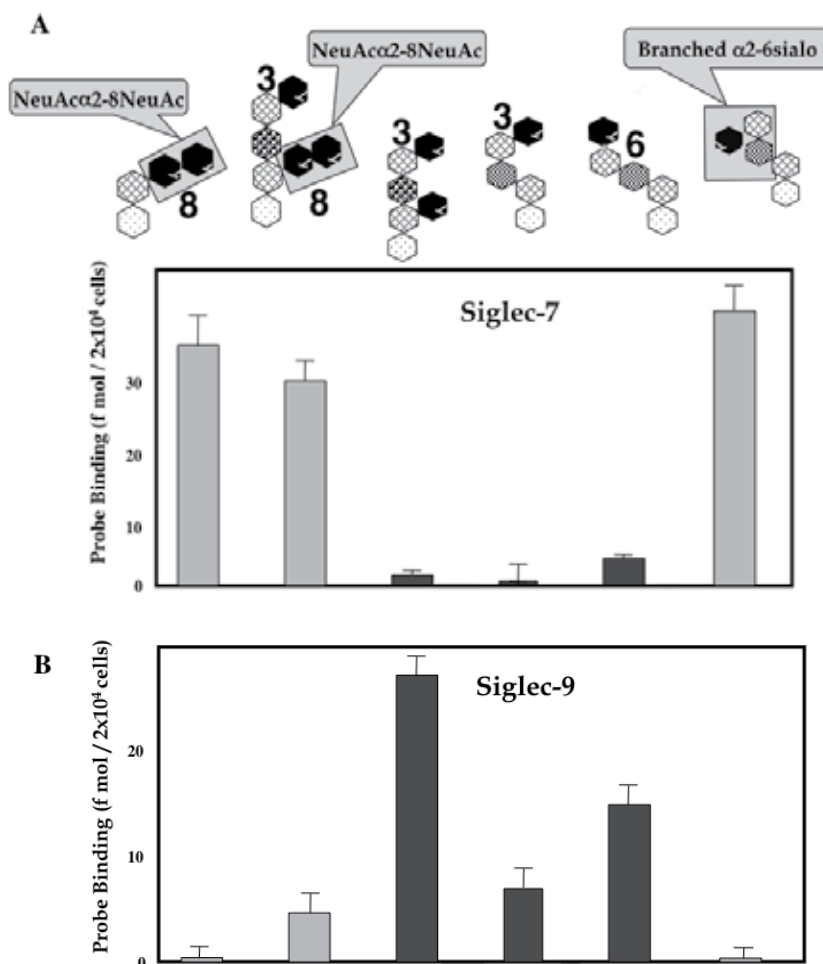 A
NeuAcα2-8NeuAc
Branched α2-6sialo
NeuAcα2-8NeuAc
3
3
3
6
8
8
Siglec-7
Probe Binding (f mol / 2x10⁴ cells)
30
20
10
0
B
Siglec-9
Probe Binding (f mol / 2x10⁴ cells)
20
10
0